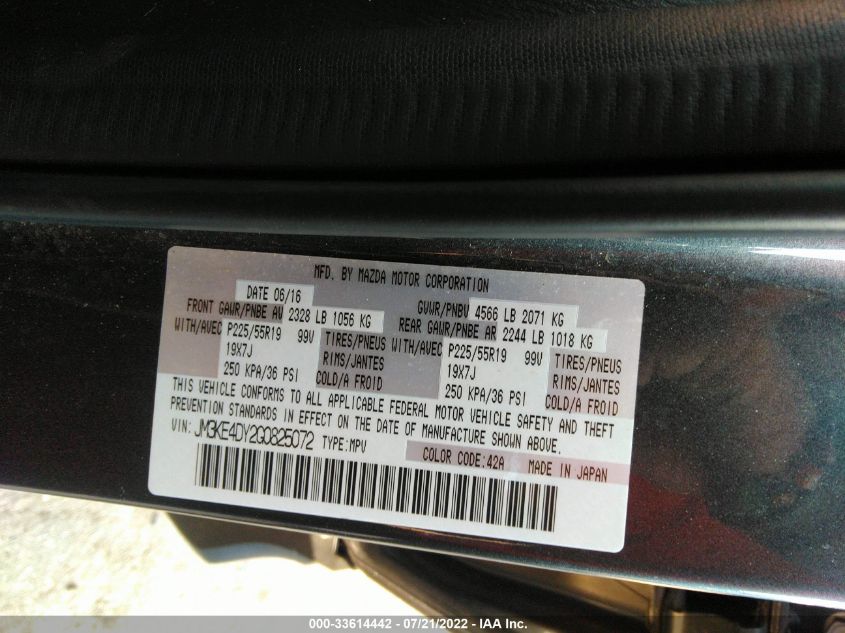 MFD. BY MAZDA MOTOR CORPORATION
DATE 06/16 GVWR/PNBV 4566 LB 2071 KG
FRONT GAWR/PNBE AV 2328 LB 1056 KG REAR GAWR/PNBE AR 2244 LB 1018 KG
WITH/AVEC P225/55R19 99V TIRES/PNEUS WITH/AVEC P225/55R19 99V TIRES/PNEUS
19X7J RIMS/JANTES 19X7J RIMS/JANTES
250 KPA/36 PSI COLD/A FROID 250 KPA/36 PSI COLD/A FROID
THIS VEHICLE CONFORMS TO ALL APPLICABLE FEDERAL MOTOR VEHICLE SAFETY AND THEFT
PREVENTION STANDARDS IN EFFECT ON THE DATE OF MANUFACTURE SHOWN ABOVE.
VIN: JM3KE4DY2G0825072 TYPE:MPV
COLOR CODE:42A MADE IN JAPAN
000-33614442 - 07/21/2022 - IAA, Inc.